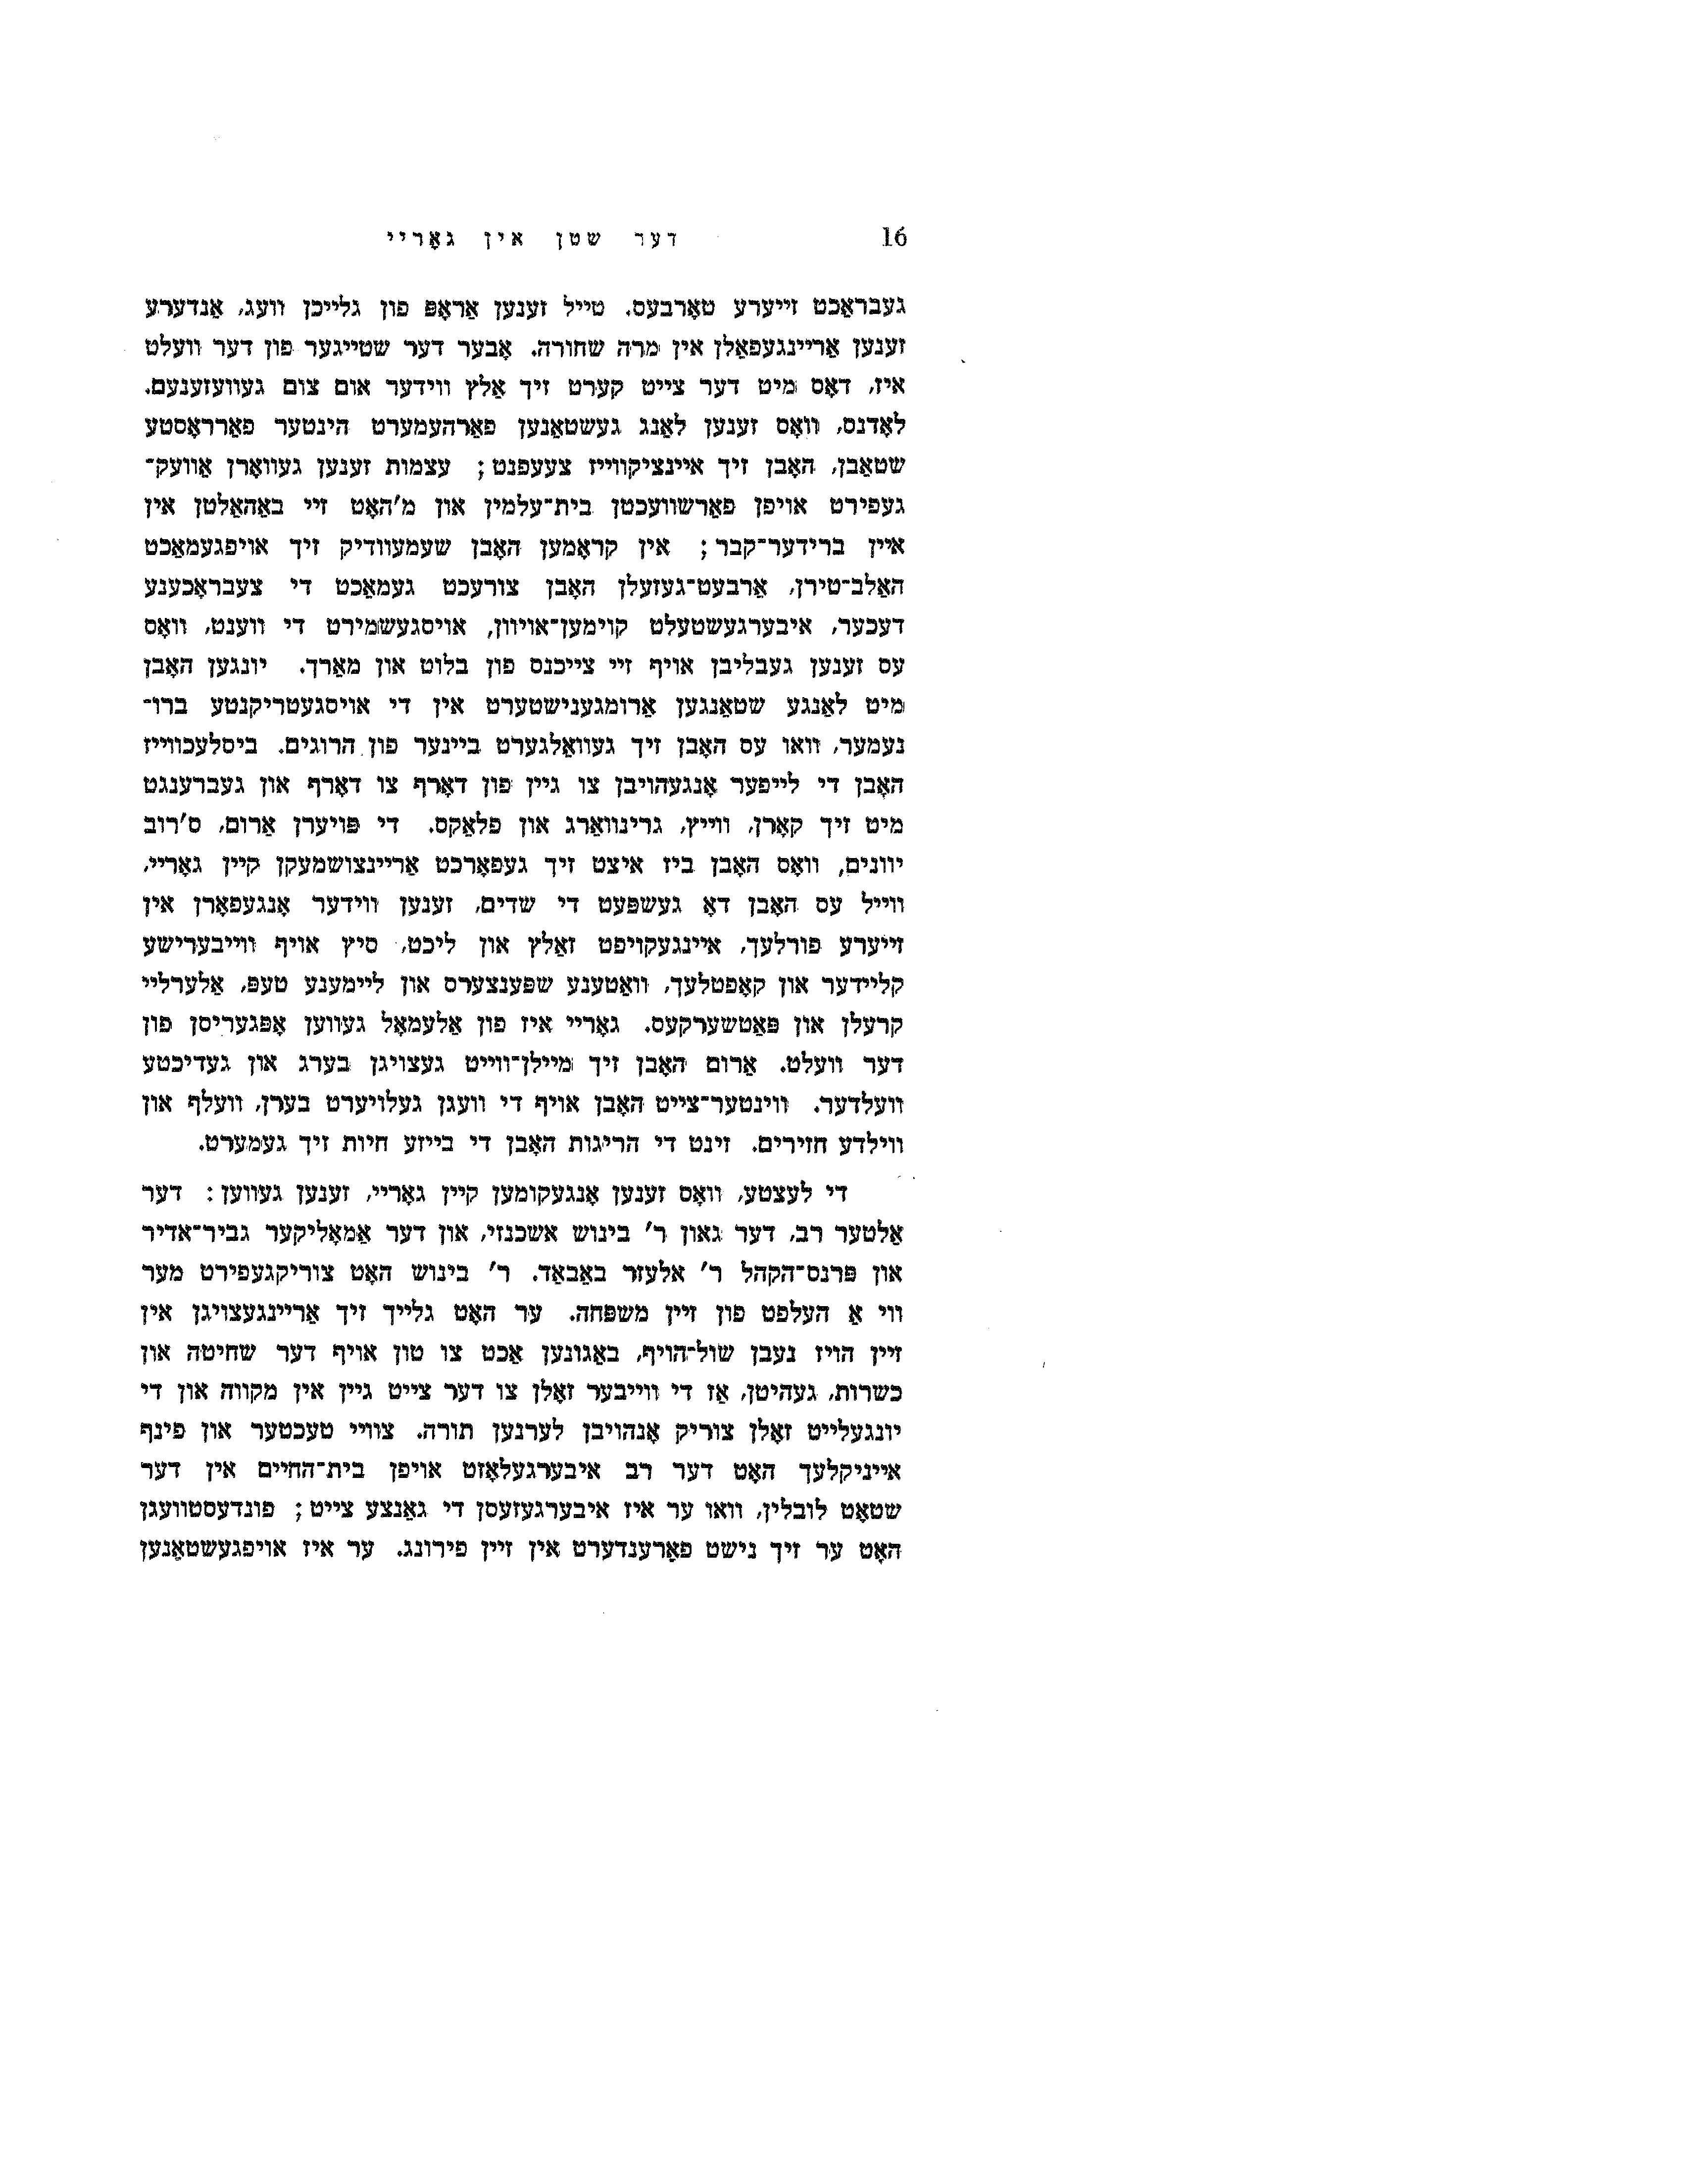 16 דער שטן אין גאָריי
געבראַכט זייערע טאָרבעס. טייל זענען אַראָפּ פון גלייכן וועג, אַנדערע
זענען אַריינגעפאַלן אין מרה שחורה. אָבער דער שטייגער פון דער וועלט
איז, דאָס מיט דער צייט קערט זיך אַלץ ווידער אום צום געוועזענעם.
לאָדנס, וואָס זענען לאַנג געשטאַנען פאַרהעמערט הינטער פאַרראָסטע
שטאַבן, האָבן זיך איינציקווייז צעעפנט; עצמות זענען געוואָרן אַוועק־
געפירט אויפן פאַרשוועכטן בית־עלמין און מ'האָט זיי באַהאַלטן אין
איין ברידער־קבר; אין קראָמען האָבן שעמעוודיק זיך אויפגעמאַכט
האַלב־טירן, אַרבעט־געזעלן האָבן צורעכט געמאַכט די צעבראָכענע
דעכער, איבערגעשטעלט קוימען־אויוון, אויסגעשמירט די ווענט, וואָס
עס זענען געבליבן אויף זיי צייכנס פון בלוט און מאַרך. יונגען האָבן
מיט לאַנגע שטאַנגען אַרומגענישטערט אין די אויסגעטריקנטע ברו־
נעמער, וואו עס האָבן זיך געוואַלגערט ביינער פון הרוגים. ביסלעכווייז
האָבן די לייפער אָנגעהויבן צו גיין פון דאָרף צו דאָרף און געברענגט
מיט זיך קאָרן, ווייץ, גרינוואַרג און פלאַקס. די פּויערן אַרום, ס'רוב
יוונים, וואָס האָבן ביז איצט זיך געפאָרכט אַריינצושמעקן קיין גאָריי,
ווייל עס האָבן דאָ געשפּעט די שדים, זענען ווידער אָנגעפאָרן אין
זייערע פורלעך, איינגעקויפט זאַלץ און ליכט, סיץ אויף ווייבערישע
קליידער און קאָפטלעך, וואַטענע שפּענצערס און ליימענע טעפּ, אַלערליי
קרעלן און פּאַטשערקעס. גאָריי איז פון אַלעמאָל געווען אָפּגעריסן פון
דער וועלט. אַרום האָבן זיך מיילן־ווייט געצויגן בערג און געדיכטע
וועלדער. ווינטער־צייט האָבן אויף די וועגן געלויערט בערן, וועלף און
ווילדע חזירים. זינט די הריגות האָבן די בייזע חיות זיך געמערט.
די לעצטע, וואָס זענען אָנגעקומען קיין גאָריי, זענען געווען: דער
אַלטער רב, דער גאון ר' בינוש אשכנזי, און דער אַמאָליקער גביר־אדיר
און פּרנס־הקהל ר' אלעזר באַבאַד. ר' בינוש האָט צוריקגעפירט מער
ווי אַ העלפט פון זיין משפּחה. ער האָט גלייך זיך אַריינגעצויגן אין
זיין הויז נעבן שול־הויף, באַגונען אַכט צו טון אויף דער שחיטה און
כשרות, געהיטן, אַז די ווייבער זאָלן צו דער צייט גיין אין מקווה און די
יונגעלייט זאָלן צוריק אָנהויבן לערנען תורה. צוויי טעכטער און פינף
אייניקלעך האָט דער רב איבערגעלאָזט אויפן בית־החיים אין דער
שטאָט לובלין, וואו ער איז איבערגעזעסן די גאַנצע צייט; פונדעסטוועגן
האָט ער זיך נישט פאַרענדערט אין זיין פירונג. ער איז אויפגעשטאַנען